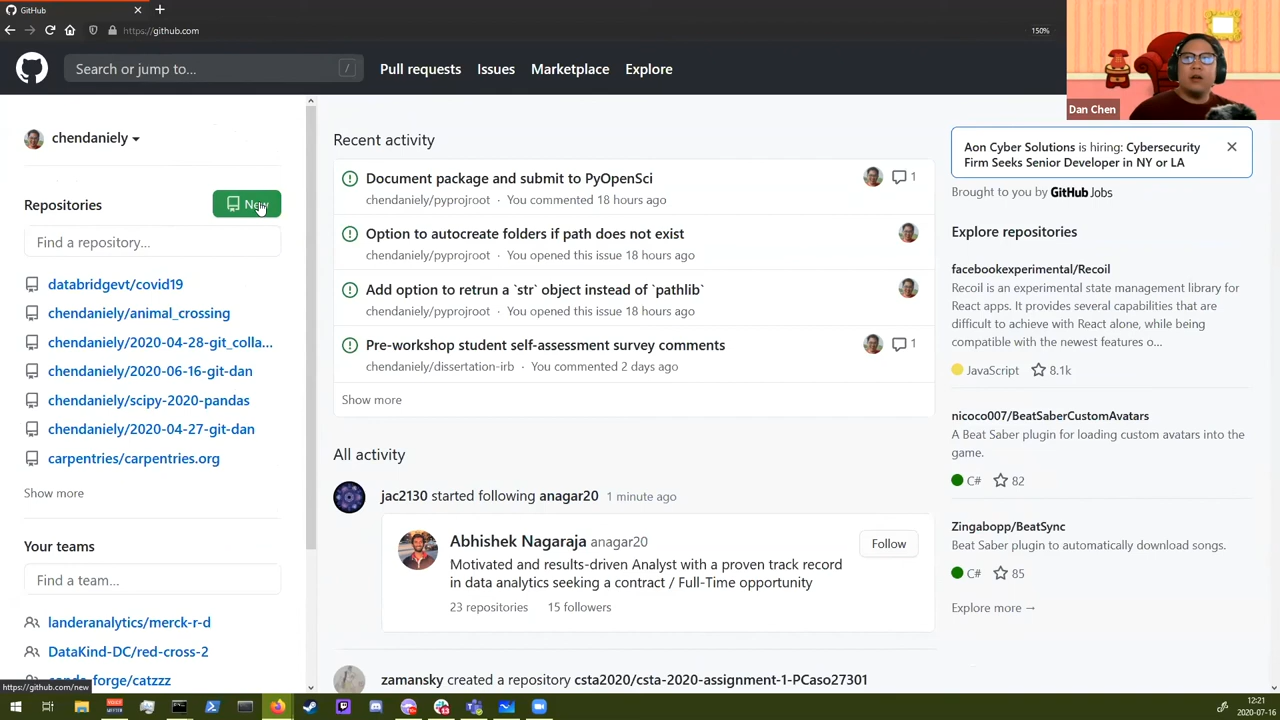 GitHub
https://github.com
150%
Search or jump to...
/
Pull requests
Issues
Marketplace
Explore
Dan Chen
chendaniely
Repositories
New
Find a repository...
databridgevt/covid19
chendaniely/animal_crossing
chendaniely/2020-04-28-git_colla...
chendaniely/2020-06-16-git-dan
chendaniely/scipy-2020-pandas
chendaniely/2020-04-27-git-dan
carpentries/carpentries.org
Show more
Your teams
Find a team...
landeranalytics/merck-r-d
DataKind-DC/red-cross-2
conda-forge/catzzz
https://github.com/new
Recent activity
Document package and submit to PyOpenSci
1
chendaniely/pyprojroot · You commented 18 hours ago
Option to autocreate folders if path does not exist
chendaniely/pyprojroot · You opened this issue 18 hours ago
Add option to retrun a `str` object instead of `pathlib`
chendaniely/pyprojroot · You opened this issue 18 hours ago
Pre-workshop student self-assessment survey comments
1
chendaniely/dissertation-irb · You commented 2 days ago
Show more
All activity
jac2130 started following anagar20 1 minute ago
Abhishek Nagaraja anagar20
Follow
Motivated and results-driven Analyst with a proven track record
in data analytics seeking a contract / Full-Time opportunity
23 repositories 15 followers
zamansky created a repository csta2020/csta-2020-assignment-1-PCaso27301
Aon Cyber Solutions is hiring: Cybersecurity
Firm Seeks Senior Developer in NY or LA
Brought to you by GitHub Jobs
Explore repositories
facebookexperimental/Recoil
Recoil is an experimental state management library for
React apps. It provides several capabilities that are
difficult to achieve with React alone, while being
compatible with the newest features o...
JavaScript 8.1k
nicoco007/BeatSaberCustomAvatars
A Beat Saber plugin for loading custom avatars into the
game.
C# 82
Zingabopp/BeatSync
Beat Saber plugin to automatically download songs.
C# 85
Explore more →
12:21
2020-07-16